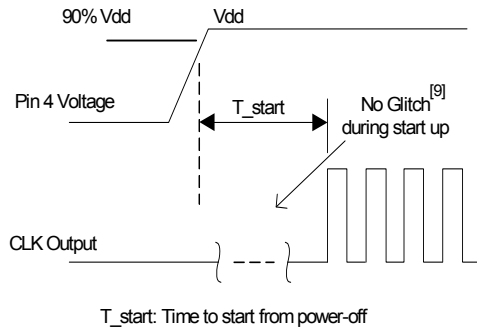 90% Vdd
Vdd
Pin 4 Voltage
T_start
No Glitch[9]
during start up
CLK Output
T_start: Time to start from power-off